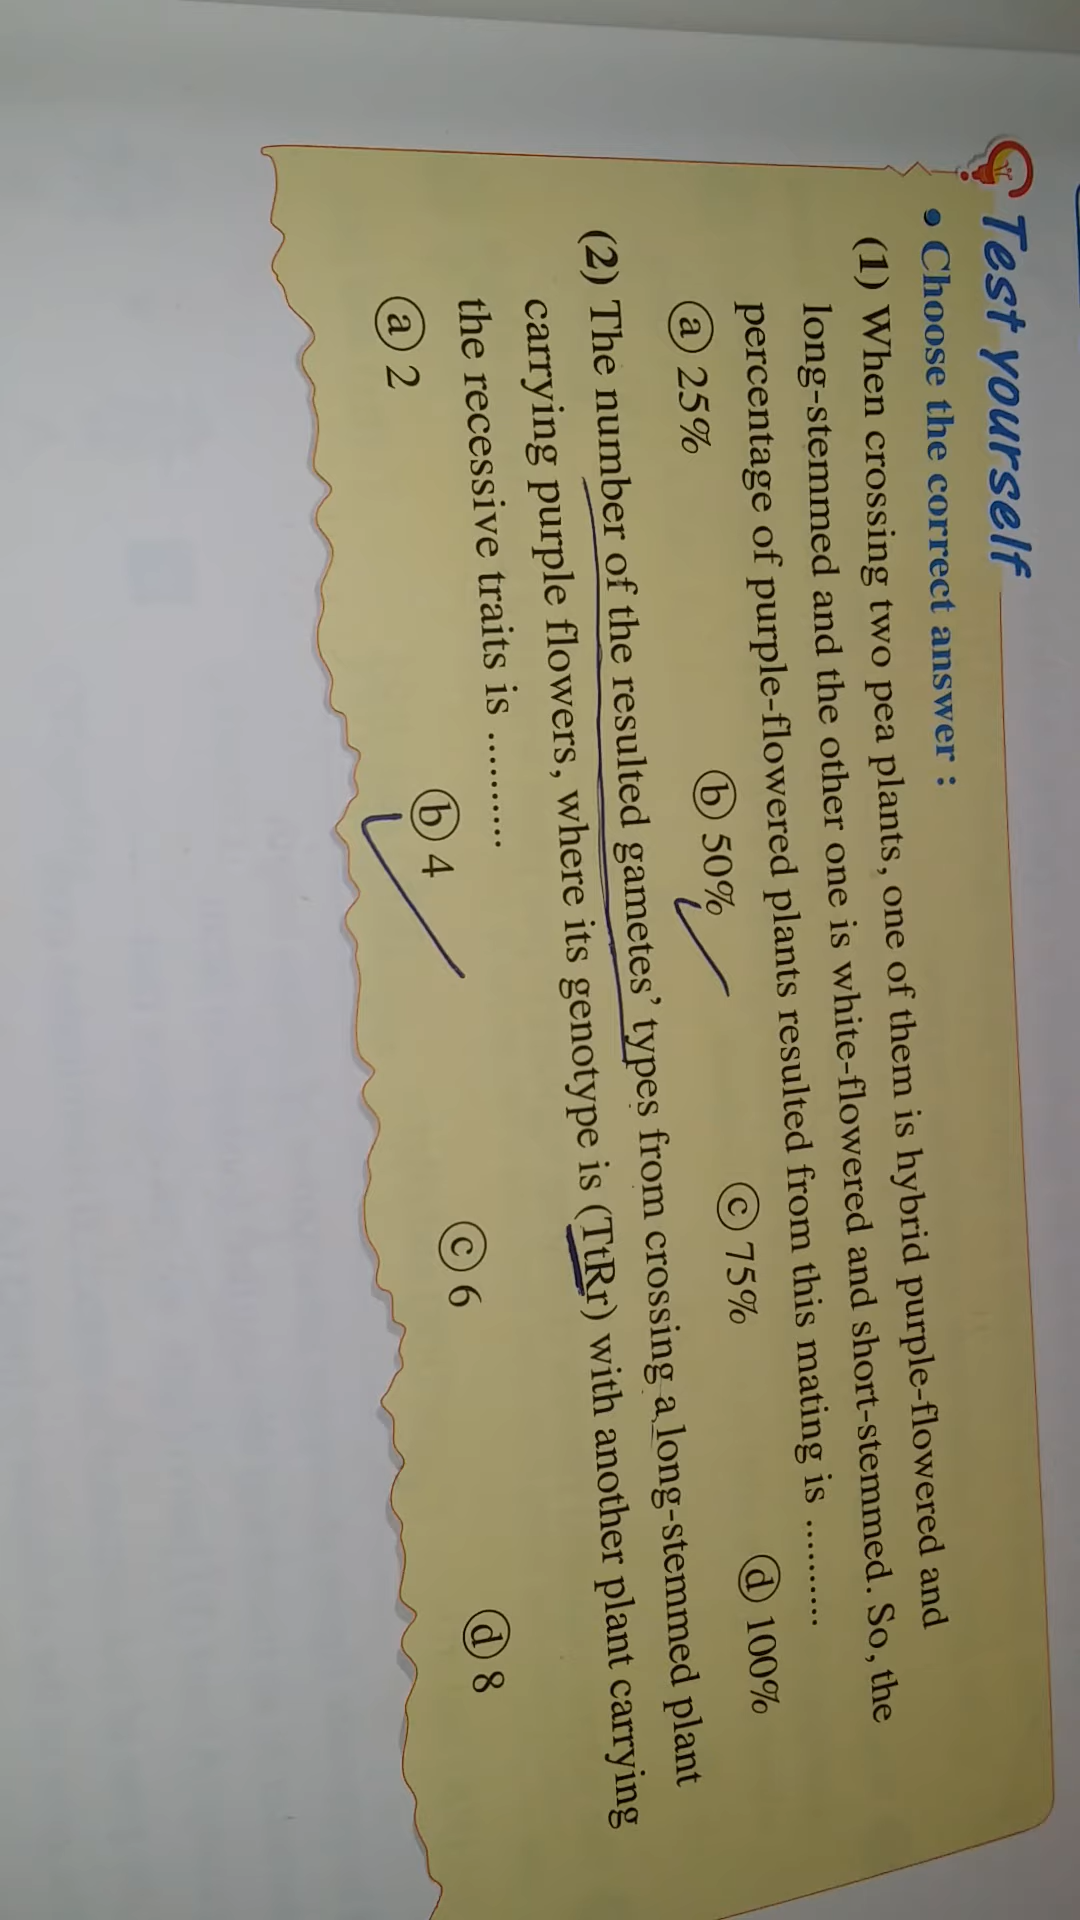 Test yourself
• Choose the correct answer :
(1) When crossing two pea plants, one of them is hybrid purple-flowered and
long-stemmed and the other one is white-flowered and short-stemmed. So, the
percentage of purple-flowered plants resulted from this mating is ..........
ⓐ 25% ⓑ 50% ⓒ 75% ⓓ 100%
(2) The number of the resulted gametes' types from crossing a long-stemmed plant
carrying purple flowers, where its genotype is (TtRr) with another plant carrying
the recessive traits is ..........
ⓐ 2 ⓑ 4 ⓒ 6 ⓓ 8